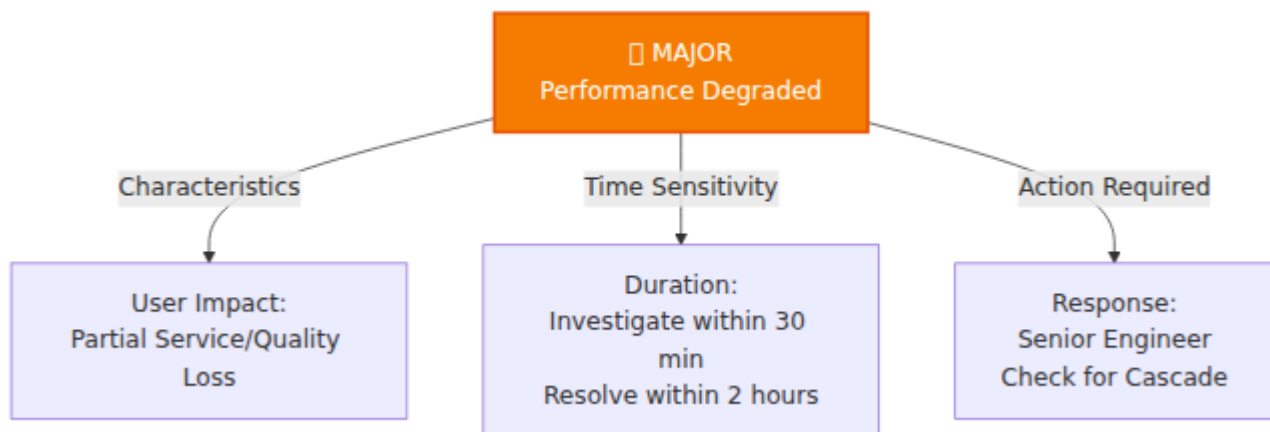 MAJOR
Performance Degraded
Characteristics
Time Sensitivity
Action Required
User Impact:
Partial Service/Quality
Loss
Duration:
Investigate within 30
min
Resolve within 2 hours
Response:
Senior Engineer
Check for Cascade